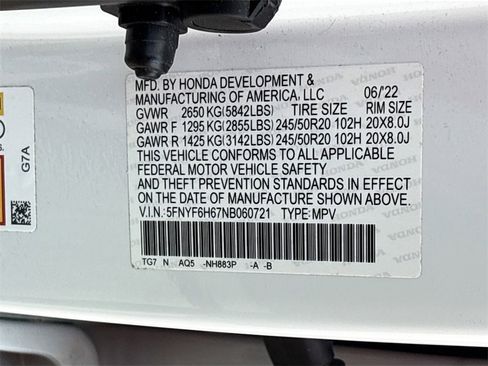 MFD. BY HONDA DEVELOPMENT &
MANUFACTURING OF AMERICA, LLC 06/'22
GVWR 2650 KG(5842LBS) TIRE SIZE RIM SIZE
GAWR F 1295 KG(2855LBS) 245/50R20 102H 20X8.0J
GAWR R 1425 KG(3142LBS) 245/50R20 102H 20X8.0J
THIS VEHICLE CONFORMS TO ALL APPLICABLE
FEDERAL MOTOR VEHICLE SAFETY
AND THEFT PREVENTION STANDARDS IN EFFECT
ON THE DATE OF MANUFACTURE SHOWN ABOVE.
V.I.N.:5FNYF6H67NB060721 TYPE:MPV
TG7 N AQ5 -NH883P -A -B
G7A
HONDA